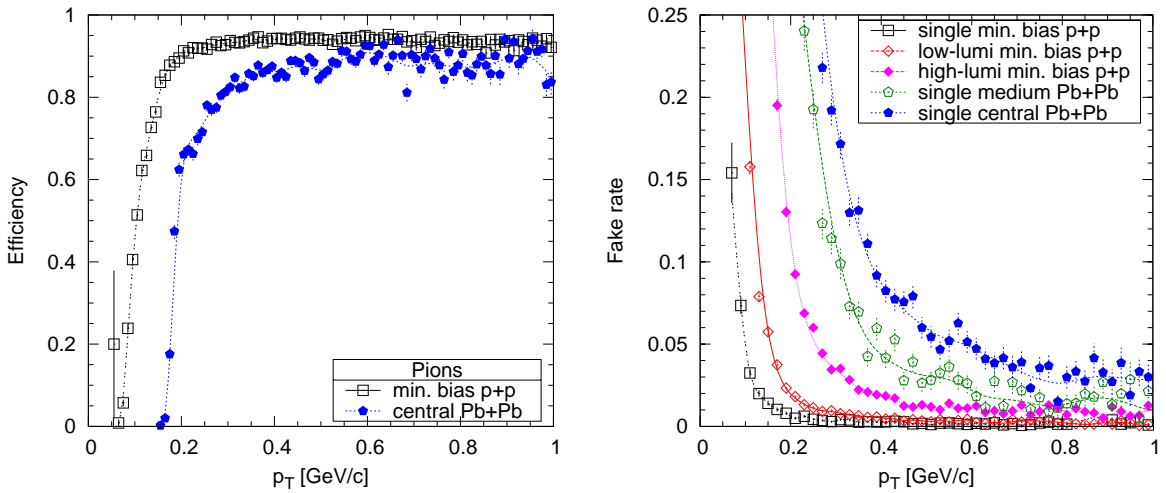 1
0.8
0.6
0.4
0.2
0
0 0.2 0.4 0.6 0.8 1
Efficiency
p_T [GeV/c]
Pions
min. bias p+p
central Pb+Pb
0.25
0.2
0.15
0.1
0.05
0
0 0.2 0.4 0.6 0.8 1
Fake rate
p_T [GeV/c]
single min. bias p+p
low-lumi min. bias p+p
high-lumi min. bias p+p
single medium Pb+Pb
single central Pb+Pb